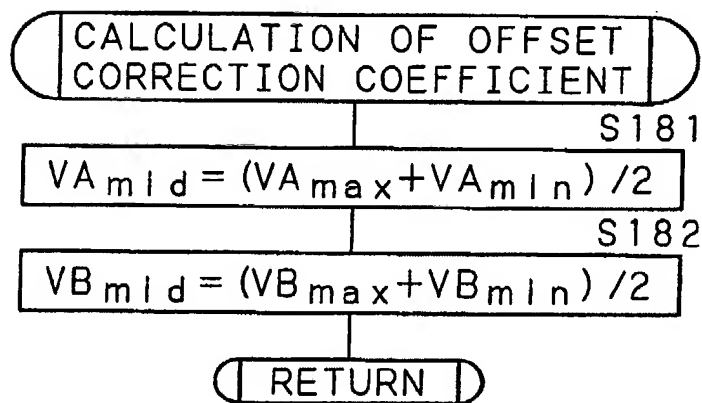 CALCULATION OF OFFSET
CORRECTION COEFFICIENT
S181
VAmid=(VAmax+VAmin)/2
S182
VBmid=(VBmax+VBmin)/2
RETURN